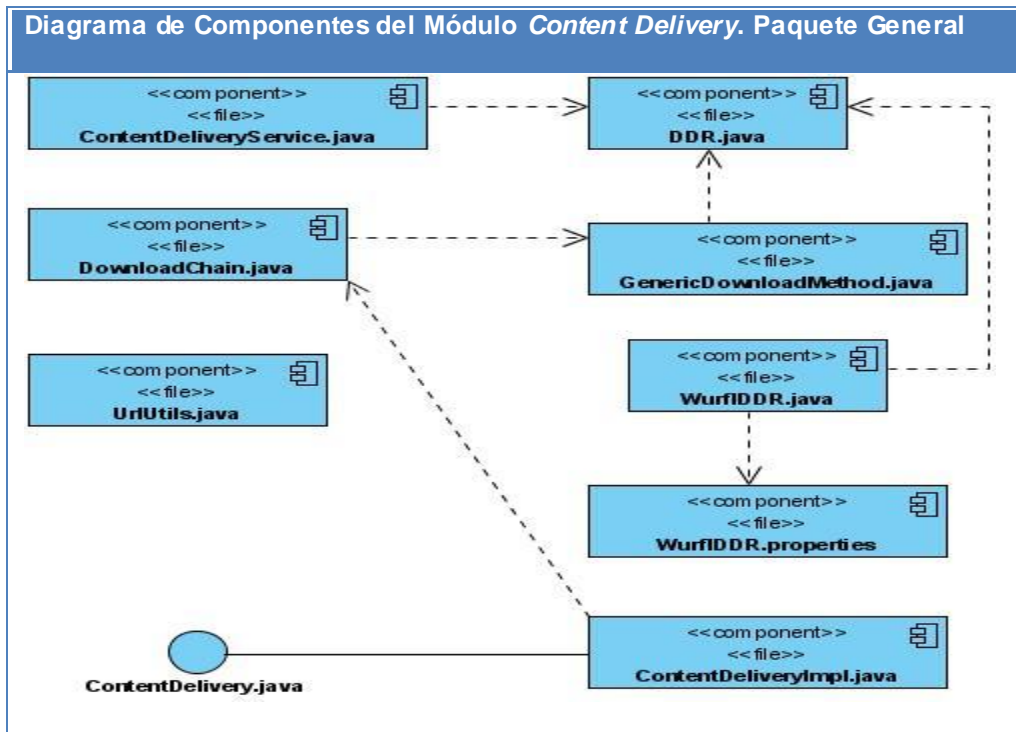 Diagrama de Componentes del Módulo Content Delivery. Paquete General
<<component>>
<<file>>
ContentDeliveryService.java
<<component>>
<<file>>
DDR.java
<<component>>
<<file>>
DownloadChain.java
<<component>>
<<file>>
GenericDownloadMethod.java
<<component>>
<<file>>
UrlUtils.java
<<component>>
<<file>>
WurflDDR.java
<<component>>
<<file>>
WurflDDR.properties
<<component>>
<<file>>
ContentDeliveryImpl.java
ContentDelivery.java